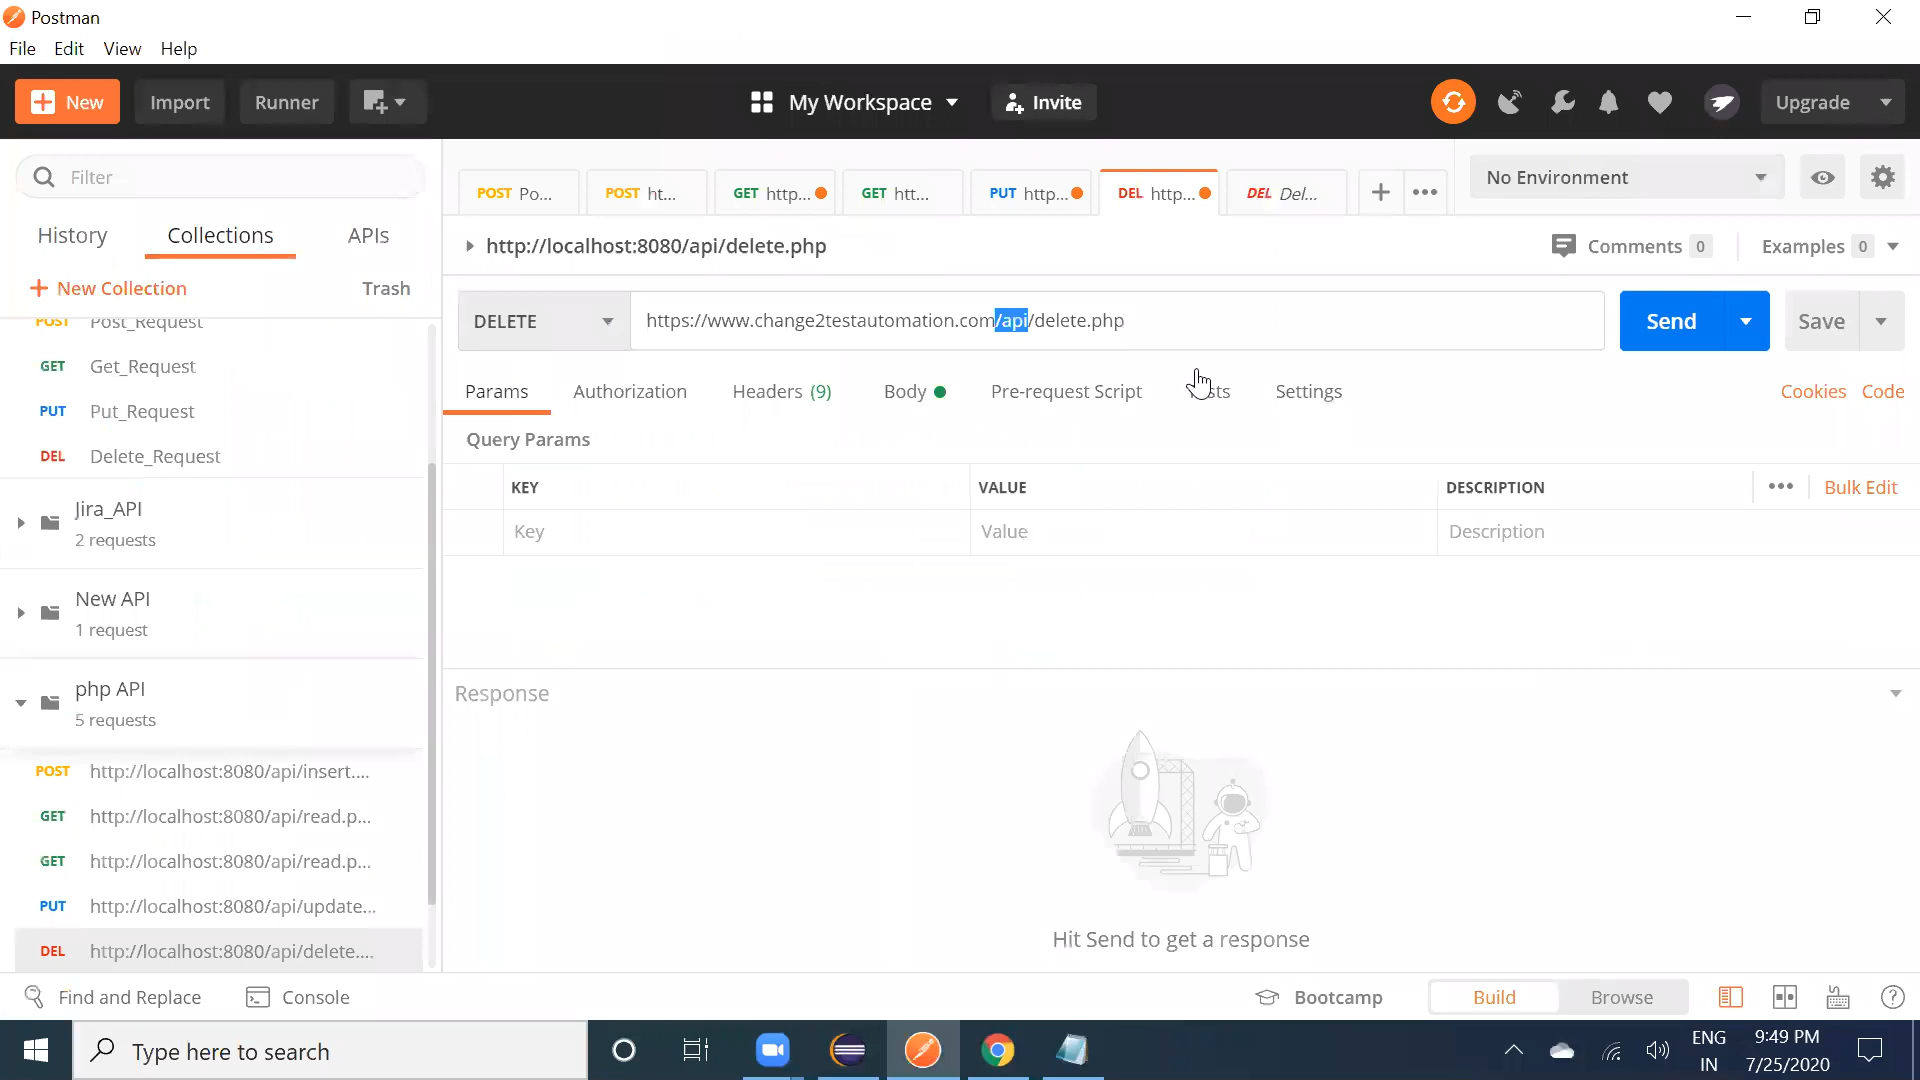 Postman
File Edit View Help
New Import Runner My Workspace Invite Upgrade
Filter
History Collections APIs
New Collection Trash
POST Post_Request
GET Get_Request
PUT Put_Request
DEL Delete_Request
Jira_API
2 requests
New API
1 request
php API
5 requests
POST http://localhost:8080/api/insert....
GET http://localhost:8080/api/read.p...
GET http://localhost:8080/api/read.p...
PUT http://localhost:8080/api/update...
DEL http://localhost:8080/api/delete....
POST Po... POST ht... GET http... GET htt... PUT http... DEL http... DEL Del... No Environment
http://localhost:8080/api/delete.php Comments 0 Examples 0
DELETE https://www.change2testautomation.com/api/delete.php Send Save
Params Authorization Headers (9) Body Pre-request Script Settings Cookies Code
Query Params
KEY VALUE DESCRIPTION Bulk Edit
Key Value Description
Response
Hit Send to get a response
Find and Replace Console Bootcamp Build Browse
Type here to search
ENG
IN
9:49 PM
7/25/2020